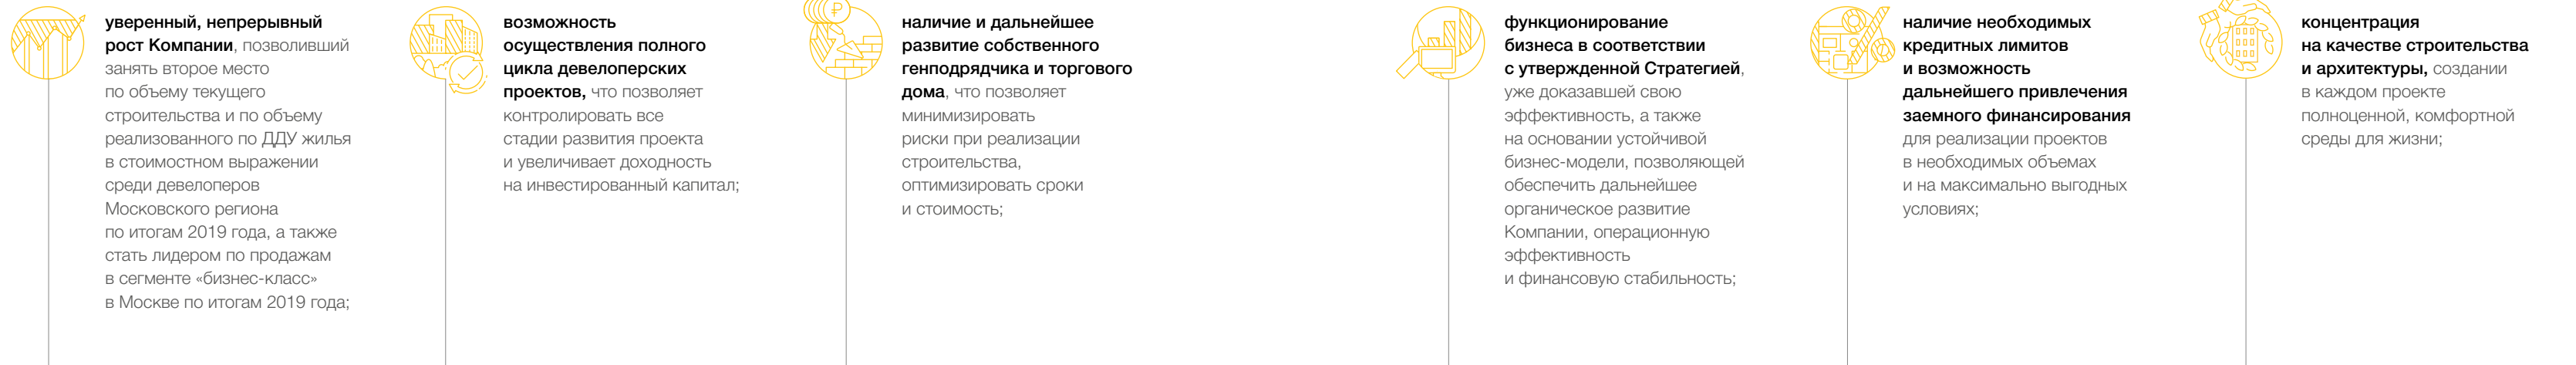 уверенный, непрерывный
рост Компании, позволивший
занять второе место
по объему текущего
строительства и по объему
реализованного по ДДУ жилья
в стоимостном выражении
среди девелоперов
Московского региона
по итогам 2019 года, а также
стать лидером по продажам
в сегменте «бизнес-класс»
в Москве по итогам 2019 года;
возможность
осуществления полного
цикла девелоперских
проектов, что позволяет
контролировать все
стадии развития проекта
и увеличивает доходность
на инвестированный капитал;
₽
наличие и дальнейшее
развитие собственного
генподрядчика и торгового
дома, что позволяет
минимизировать
риски при реализации
строительства,
оптимизировать сроки
и стоимость;
функционирование
бизнеса в соответствии
с утвержденной Стратегией,
уже доказавшей свою
эффективность, а также
на основании устойчивой
бизнес-модели, позволяющей
обеспечить дальнейшее
органическое развитие
Компании, операционную
эффективность
и финансовую стабильность;
наличие необходимых
кредитных лимитов
и возможность
дальнейшего привлечения
заемного финансирования
для реализации проектов
в необходимых объемах
и на максимально выгодных
условиях;
концентрация
на качестве строительства
и архитектуры, создании
в каждом проекте
полноценной, комфортной
среды для жизни;